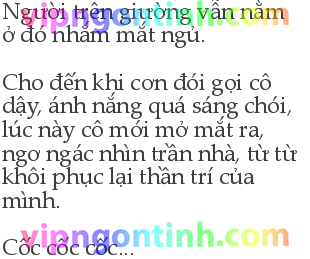 Người trên giường vẫn nằm
vipngontinh.com
ở đó nhắm mắt ngủ.
Cho đến khi cơn đói gọi cô
dậy, ánh nắng quá sáng chói,
lúc này cô mới mở mắt ra,
ngơ ngác nhìn trần nhà, từ từ
khôi phục lại thần trí của
mình.
vipngontinh.com
Cốc cốc cốc...